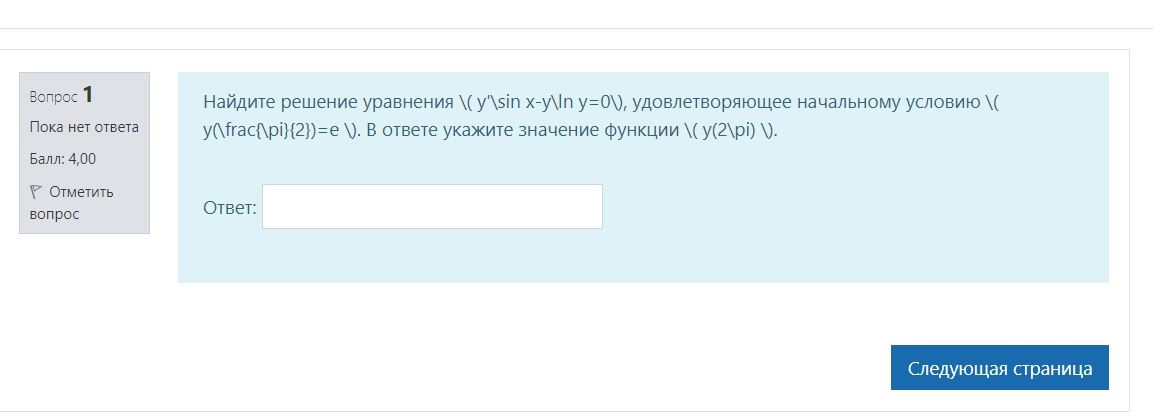 Вопрос 1
Пока нет ответа
Балл: 4,00
Отметить
вопрос
Найдите решение уравнения \( y'\sin x-y\ln y=0\), удовлетворяющее начальному условию \(
y(\frac{\pi}{2})=e \). В ответе укажите значение функции \( y(2\pi) \).
Ответ:
Следующая страница